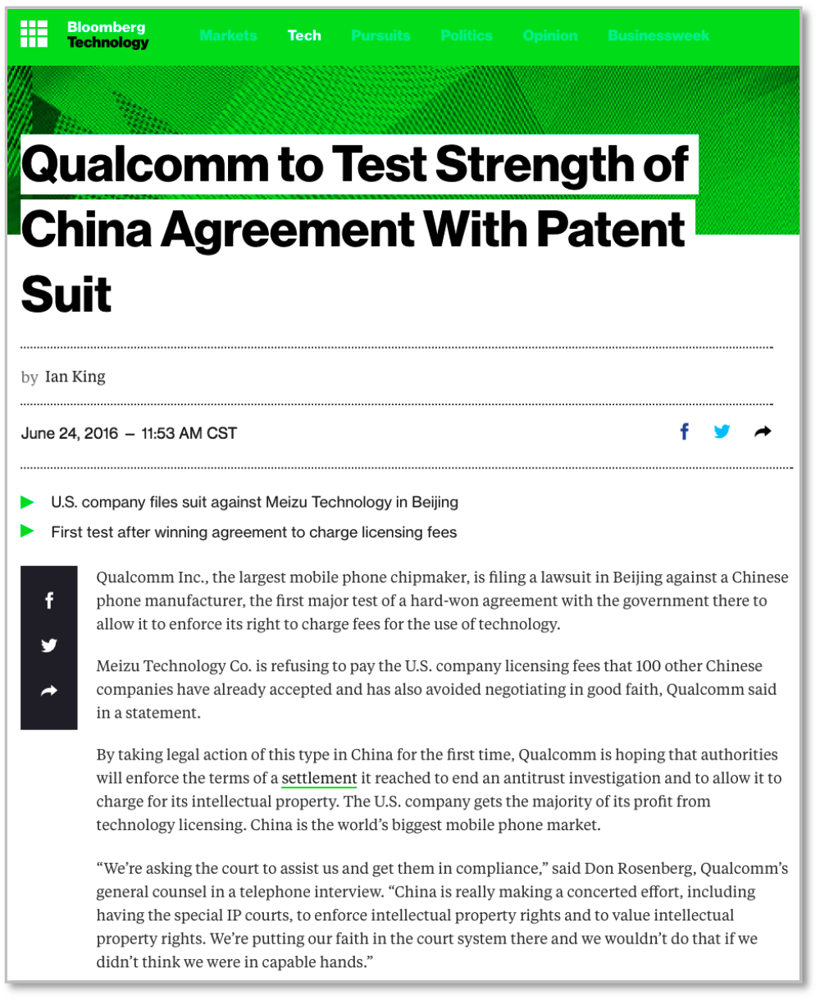 Bloomberg
Technology
Markets Tech Pursuits Politics Opinion Businessweek
Qualcomm to Test Strength of
China Agreement With Patent
Suit
by Ian King
June 24, 2016 — 11:53 AM CST
U.S. company files suit against Meizu Technology in Beijing
First test after winning agreement to charge licensing fees
Qualcomm Inc., the largest mobile phone chipmaker, is filing a lawsuit in Beijing against a Chinese
phone manufacturer, the first major test of a hard-won agreement with the government there to
allow it to enforce its right to charge fees for the use of technology.
Meizu Technology Co. is refusing to pay the U.S. company licensing fees that 100 other Chinese
companies have already accepted and has also avoided negotiating in good faith, Qualcomm said
in a statement.
By taking legal action of this type in China for the first time, Qualcomm is hoping that authorities
will enforce the terms of a settlement it reached to end an antitrust investigation and to allow it to
charge for its intellectual property. The U.S. company gets the majority of its profit from
technology licensing. China is the world’s biggest mobile phone market.
“We’re asking the court to assist us and get them in compliance,” said Don Rosenberg, Qualcomm’s
general counsel in a telephone interview. “China is really making a concerted effort, including
having the special IP courts, to enforce intellectual property rights and to value intellectual
property rights. We’re putting our faith in the court system there and we wouldn’t do that if we
didn’t think we were in capable hands.”